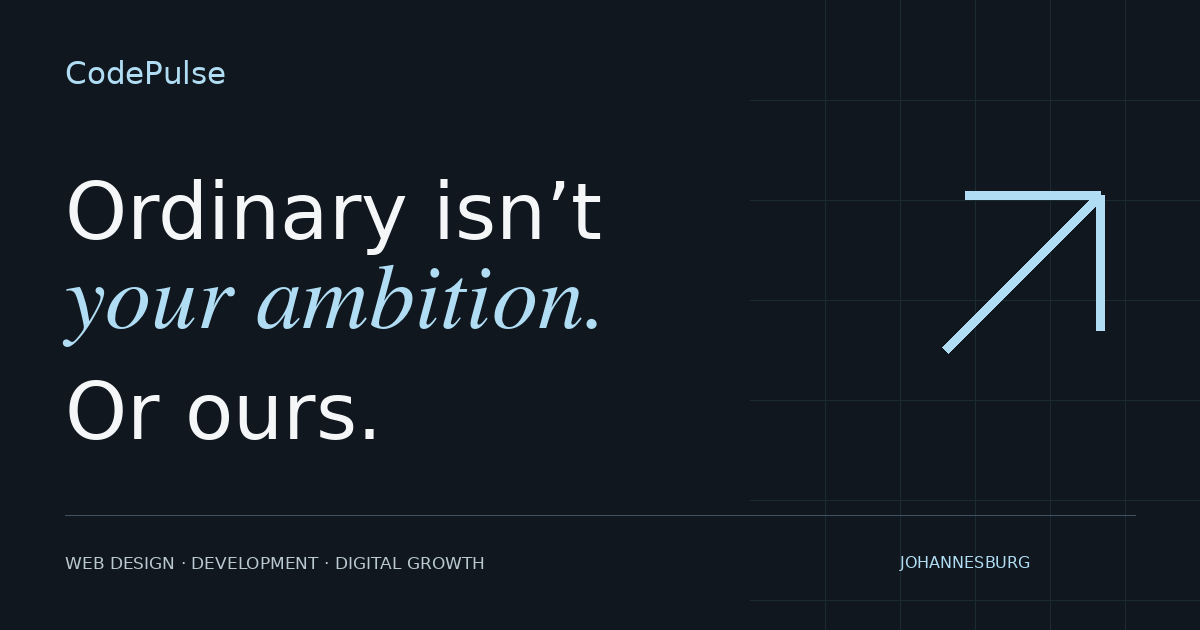 CodePulse
Ordinary isn’t
your ambition.
Or ours.
WEB DESIGN · DEVELOPMENT · DIGITAL GROWTH
JOHANNESBURG